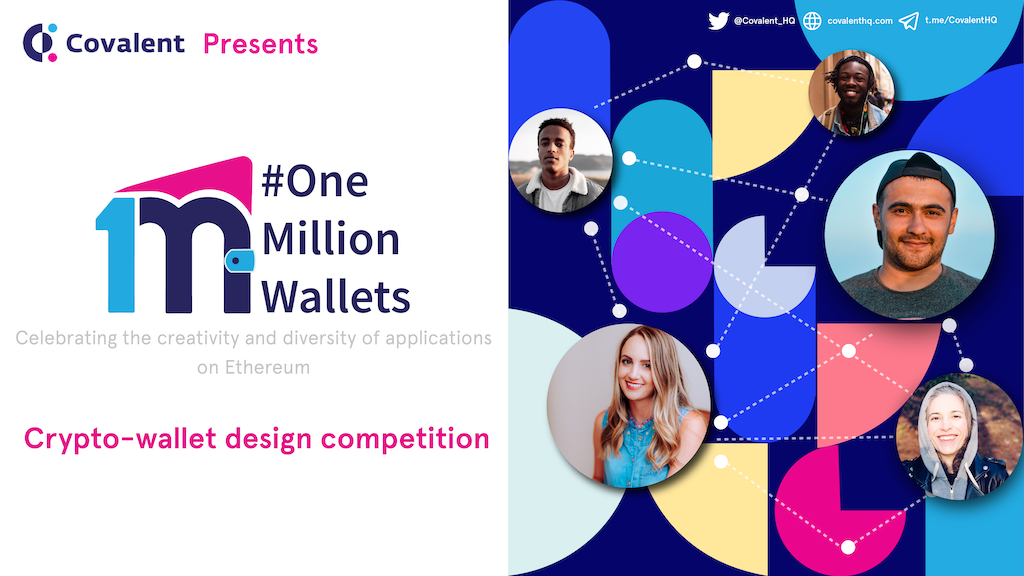 Covalent Presents
@Covalent_HQ covalenthq.com t.me/CovalentHQ
1m
#One
Million
Wallets
Celebrating the creativity and diversity of applications
on Ethereum
Crypto-wallet design competition